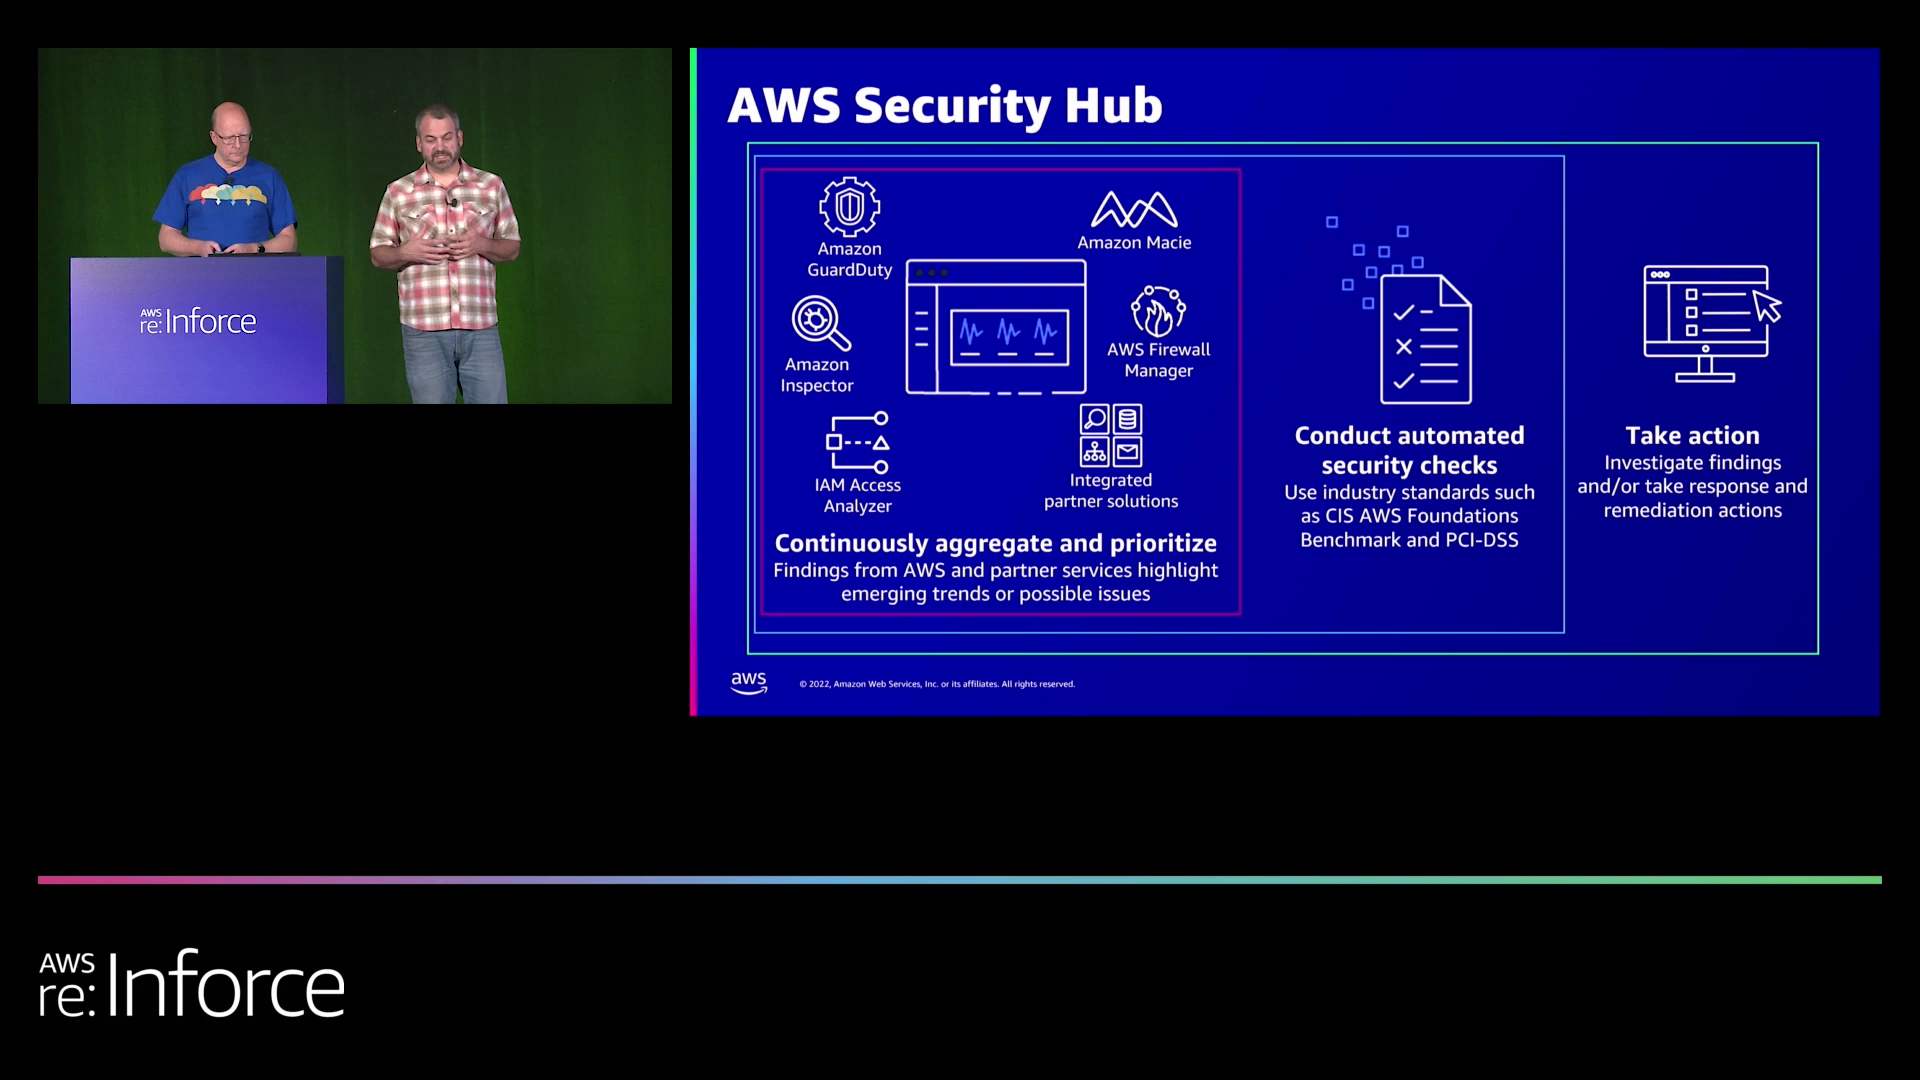 AWS
re:Inforce
AWS Security Hub
Amazon
GuardDuty
Amazon Macie
Amazon
Inspector
AWS Firewall
Manager
IAM Access
Analyzer
Integrated
partner solutions
Continuously aggregate and prioritize
Findings from AWS and partner services highlight
emerging trends or possible issues
Conduct automated
security checks
Use industry standards such
as CIS AWS Foundations
Benchmark and PCI-DSS
Take action
Investigate findings
and/or take response and
remediation actions
aws
© 2022, Amazon Web Services, Inc. or its affiliates. All rights reserved.
AWS
re:Inforce